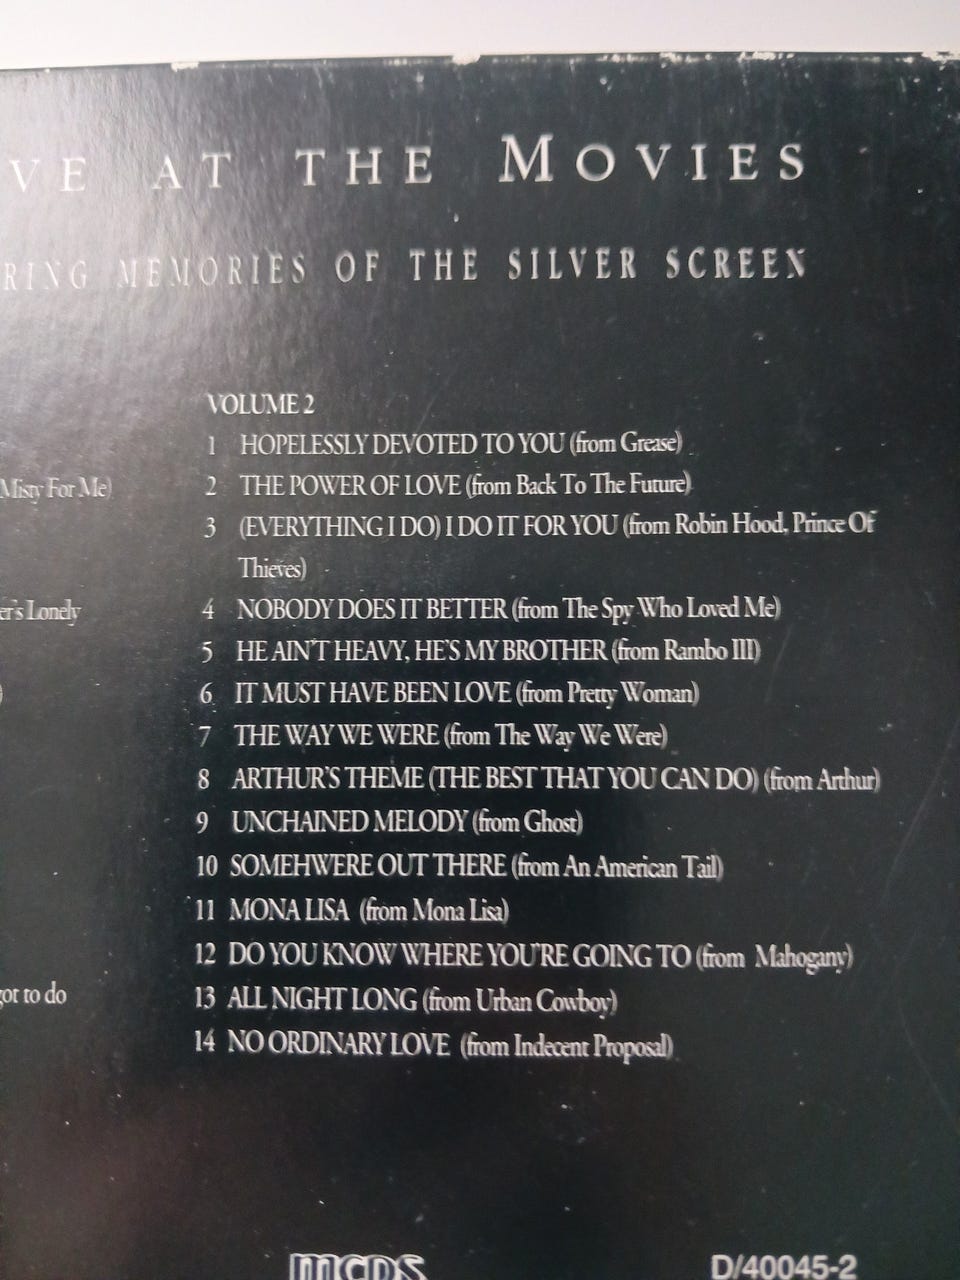 VE AT THE MOVIES
RING MEMORIES OF THE SILVER SCREEN
Misty For Me)
er's Lonely
)
got to do
VOLUME 2
1 HOPELESSLY DEVOTED TO YOU (from Grease)
2 THE POWER OF LOVE (from Back To The Future)
3 (EVERYTHING I DO) I DO IT FOR YOU (from Robin Hood, Prince Of
Thieves)
4 NOBODY DOES IT BETTER (from The Spy Who Loved Me)
5 HE AIN'T HEAVY, HE'S MY BROTHER (from Rambo III)
6 IT MUST HAVE BEEN LOVE (from Pretty Woman)
7 THE WAY WE WERE (from The Way We Were)
8 ARTHUR'S THEME (THE BEST THAT YOU CAN DO) (from Arthur)
9 UNCHAINED MELODY (from Ghost)
10 SOMEHWERE OUT THERE (from An American Tail)
11 MONA LISA (from Mona Lisa)
12 DO YOU KNOW WHERE YOU'RE GOING TO (from Mahogany)
13 ALL NIGHT LONG (from Urban Cowboy)
14 NO ORDINARY LOVE (from Indecent Proposal)
mcps
D/40045-2